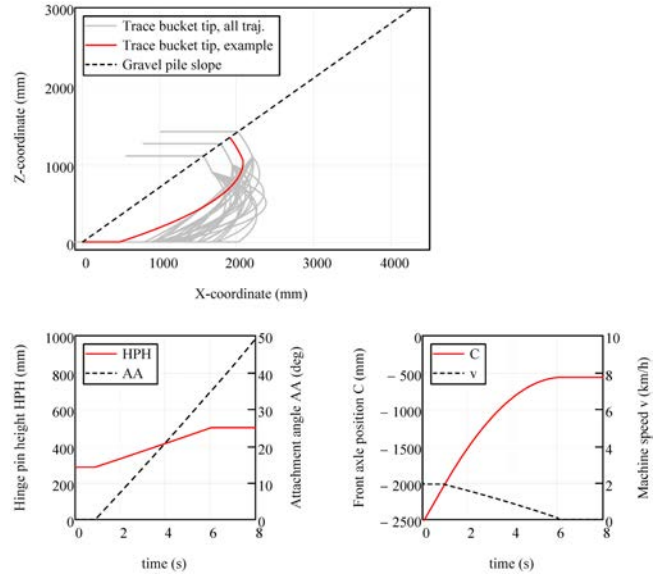 3000
Trace bucket tip, all traj.
Trace bucket tip, example
Gravel pile slope
2000
1000
0
Z-coordinate (mm)
0 1000 2000 3000 4000
X-coordinate (mm)
1000 50
HPH
AA
800 40
600 30
400 20
200 10
0 0
Hinge pin height HPH (mm)
Attachment angle AA (deg)
0 2 4 6 8
time (s)
0 10
C
v
− 500 8
− 1000 6
− 1500 4
− 2000 2
− 2500 0
Front axle position C (mm)
Machine speed v (km/h)
0 2 4 6 8
time (s)